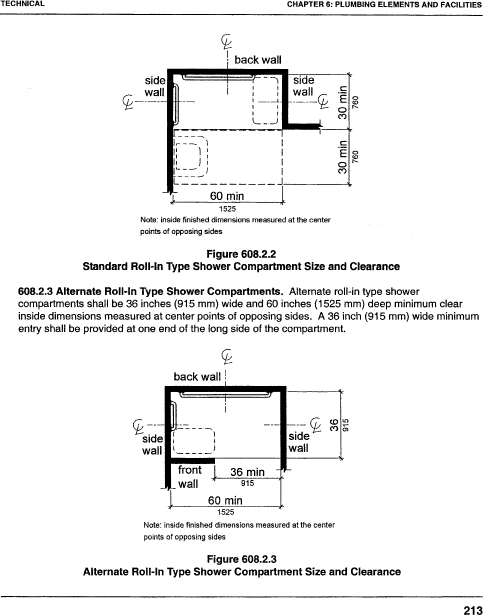 TECHNICAL
CHAPTER 6: PLUMBING ELEMENTS AND FACILITIES
℄
back wall
side wall
side wall
℄
℄
30 min
760
30 min
760
60 min
1525
Note: inside finished dimensions measured at the center
points of opposing sides
Figure 608.2.2
Standard Roll-In Type Shower Compartment Size and Clearance
608.2.3 Alternate Roll-In Type Shower Compartments. Alternate roll-in type shower
compartments shall be 36 inches (915 mm) wide and 60 inches (1525 mm) deep minimum clear
inside dimensions measured at center points of opposing sides. A 36 inch (915 mm) wide minimum
entry shall be provided at one end of the long side of the compartment.
℄
back wall
℄
side wall
℄
side wall
36
915
front wall
36 min
915
60 min
1525
Note: inside finished dimensions measured at the center
points of opposing sides
Figure 608.2.3
Alternate Roll-In Type Shower Compartment Size and Clearance
213